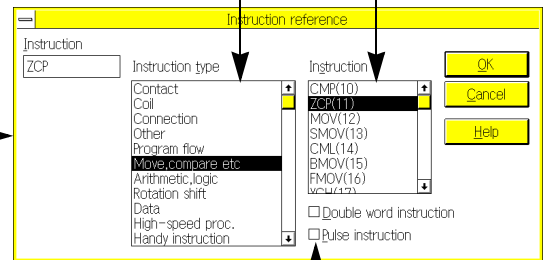 Instruction reference
Instruction
ZCP
Instruction type
Contact
Coil
Connection
Other
Program flow
Move,compare etc
Arithmetic,logic
Rotation shift
Data
High-speed proc.
Handy instruction
Instruction
CMP(10)
ZCP(11)
MOV(12)
SMOV(13)
CML(14)
BMOV(15)
FMOV(16)
XCH(17)
Double word instruction
Pulse instruction
OK
Cancel
Help